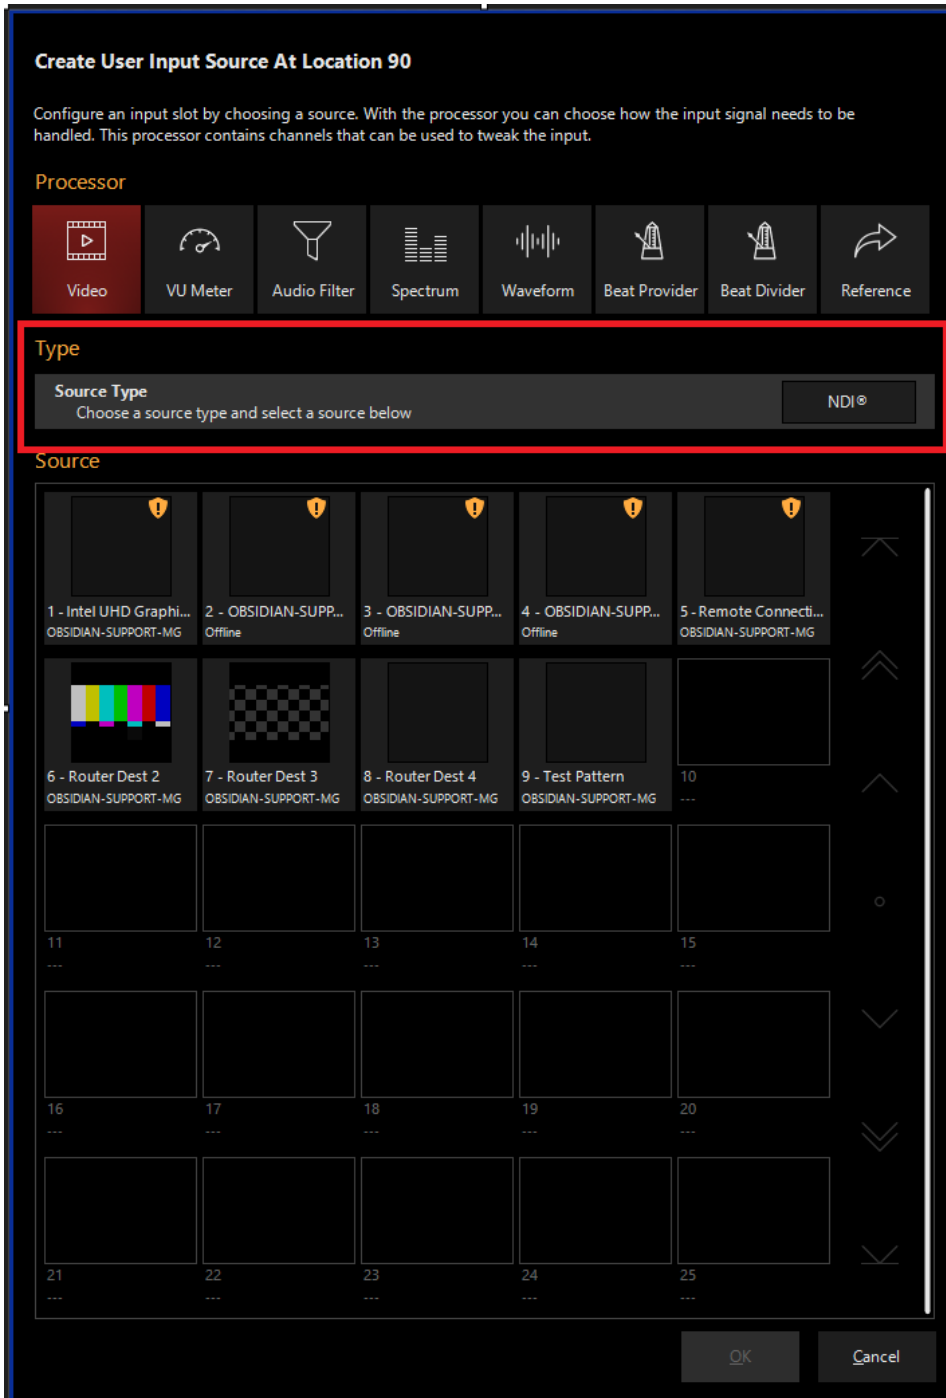 Create User Input Source At Location 90
Configure an input slot by choosing a source. With the processor you can choose how the input signal needs to be
handled. This processor contains channels that can be used to tweak the input.
Processor
Video VU Meter Audio Filter Spectrum Waveform Beat Provider Beat Divider Reference
Type
Source Type
Choose a source type and select a source below
NDI®
Source
1 - Intel UHD Graphi... 2 - OBSIDIAN-SUPP... 3 - OBSIDIAN-SUPP... 4 - OBSIDIAN-SUPP... 5 - Remote Connecti...
OBSIDIAN-SUPPORT-MG Offline Offline Offline OBSIDIAN-SUPPORT-MG
6 - Router Dest 2 7 - Router Dest 3 8 - Router Dest 4 9 - Test Pattern 10
OBSIDIAN-SUPPORT-MG OBSIDIAN-SUPPORT-MG OBSIDIAN-SUPPORT-MG OBSIDIAN-SUPPORT-MG ---
11 12 13 14 15
--- --- --- --- ---
16 17 18 19 20
--- --- --- --- ---
21 22 23 24 25
--- --- --- --- ---
OK Cancel